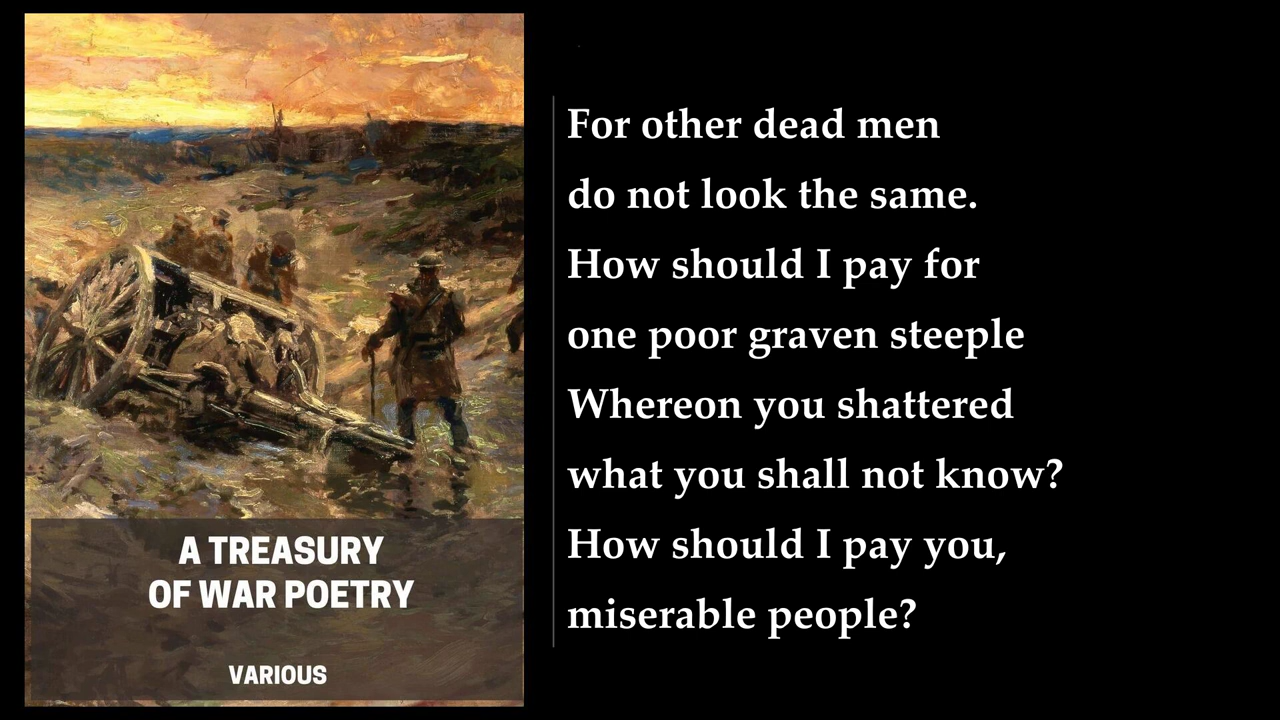 A TREASURY
OF WAR POETRY
VARIOUS
For other dead men
do not look the same.
How should I pay for
one poor graven steeple
Whereon you shattered
what you shall not know?
How should I pay you,
miserable people?